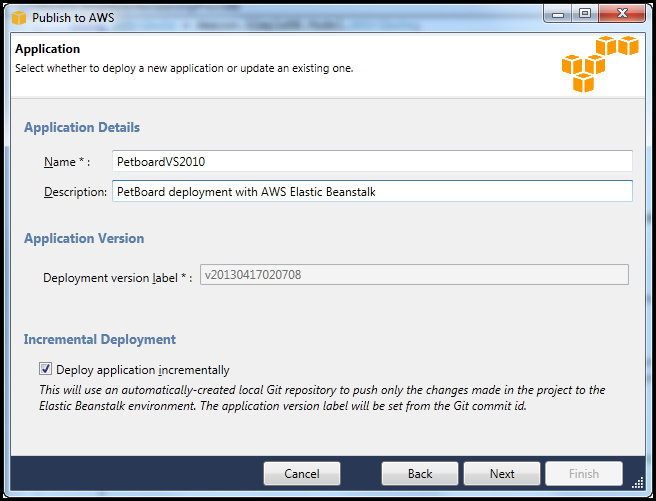 Publish to AWS
Application
Select whether to deploy a new application or update an existing one.
Application Details
Name * :
PetboardVS2010
Description:
PetBoard deployment with AWS Elastic Beanstalk
Application Version
Deployment version label * :
v20130417020708
Incremental Deployment
Deploy application incrementally
This will use an automatically-created local Git repository to push only the changes made in the project to the
Elastic Beanstalk environment. The application version label will be set from the Git commit id.
Cancel
Back
Next
Finish